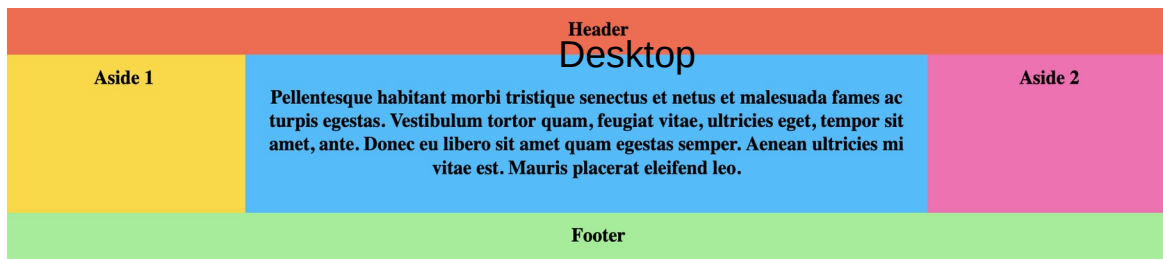 Header
Desktop
Aside 1
Pellentesque habitant morbi tristique senectus et netus et malesuada fames ac
turpis egestas. Vestibulum tortor quam, feugiat vitae, ultricies eget, tempor sit
amet, ante. Donec eu libero sit amet quam egestas semper. Aenean ultricies mi
vitae est. Mauris placerat eleifend leo.
Aside 2
Footer